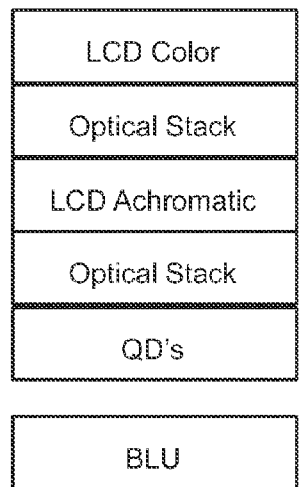 LCD Color
Optical Stack
LCD Achromatic
Optical Stack
QD's
BLU